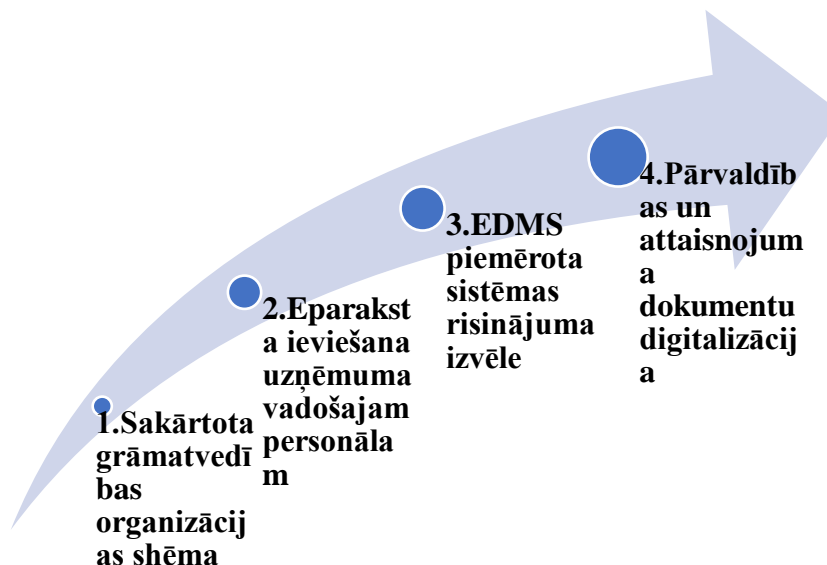 1.Sakārtota
grāmatvedī
bas
organizācij
as shēma
2.Eparakst
a ieviešana
uzņēmuma
vadošajam
personāla
m
3.EDMS
piemērota
sistēmas
risinājuma
izvēle
4.Pārvaldīb
as un
attaisnojum
a
dokumentu
digitalizācij
a